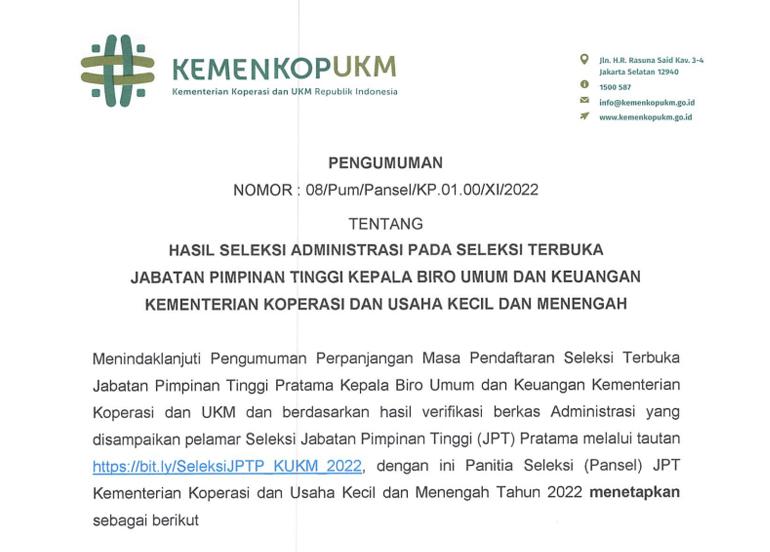 KEMENKOPUKM
Kementerian Koperasi dan UKM Republik Indonesia
Jln. H.R. Rasuna Said Kav. 3-4
Jakarta Selatan 12940
1500 587
info@kemenkopukm.go.id
www.kemenkopukm.go.id
PENGUMUMAN
NOMOR : 08/Pum/Pansel/KP.01.00/XI/2022
TENTANG
HASIL SELEKSI ADMINISTRASI PADA SELEKSI TERBUKA
JABATAN PIMPINAN TINGGI KEPALA BIRO UMUM DAN KEUANGAN
KEMENTERIAN KOPERASI DAN USAHA KECIL DAN MENENGAH
Menindaklanjuti Pengumuman Perpanjangan Masa Pendaftaran Seleksi Terbuka
Jabatan Pimpinan Tinggi Pratama Kepala Biro Umum dan Keuangan Kementerian
Koperasi dan UKM dan berdasarkan hasil verifikasi berkas Administrasi yang
disampaikan pelamar Seleksi Jabatan Pimpinan Tinggi (JPT) Pratama melalui tautan
https://bit.ly/SeleksiJPTP_KUKM_2022, dengan ini Panitia Seleksi (Pansel) JPT
Kementerian Koperasi dan Usaha Kecil dan Menengah Tahun 2022 menetapkan
sebagai berikut